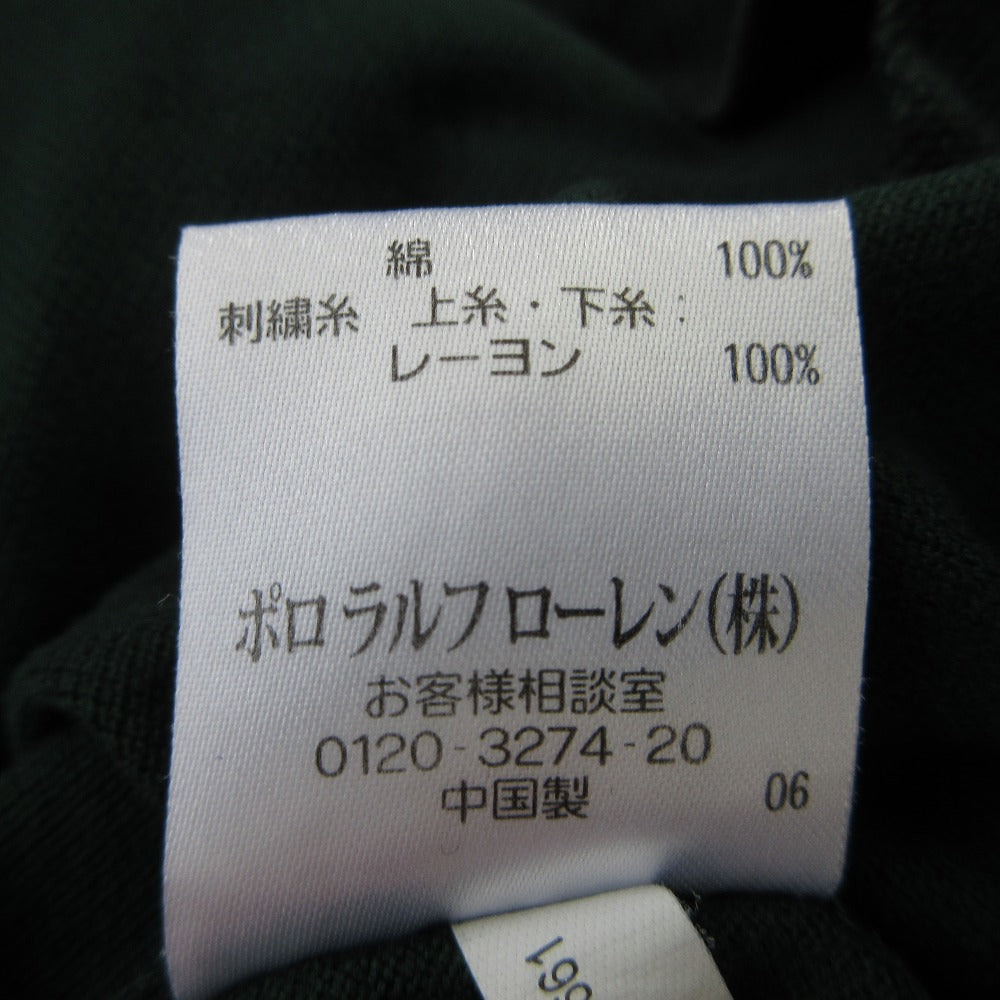 綿 100%
刺繍糸 上糸・下糸:
レーヨン 100%
ポロ ラルフ ローレン(株)
お客様相談室
0120-3274-20
中国製 06